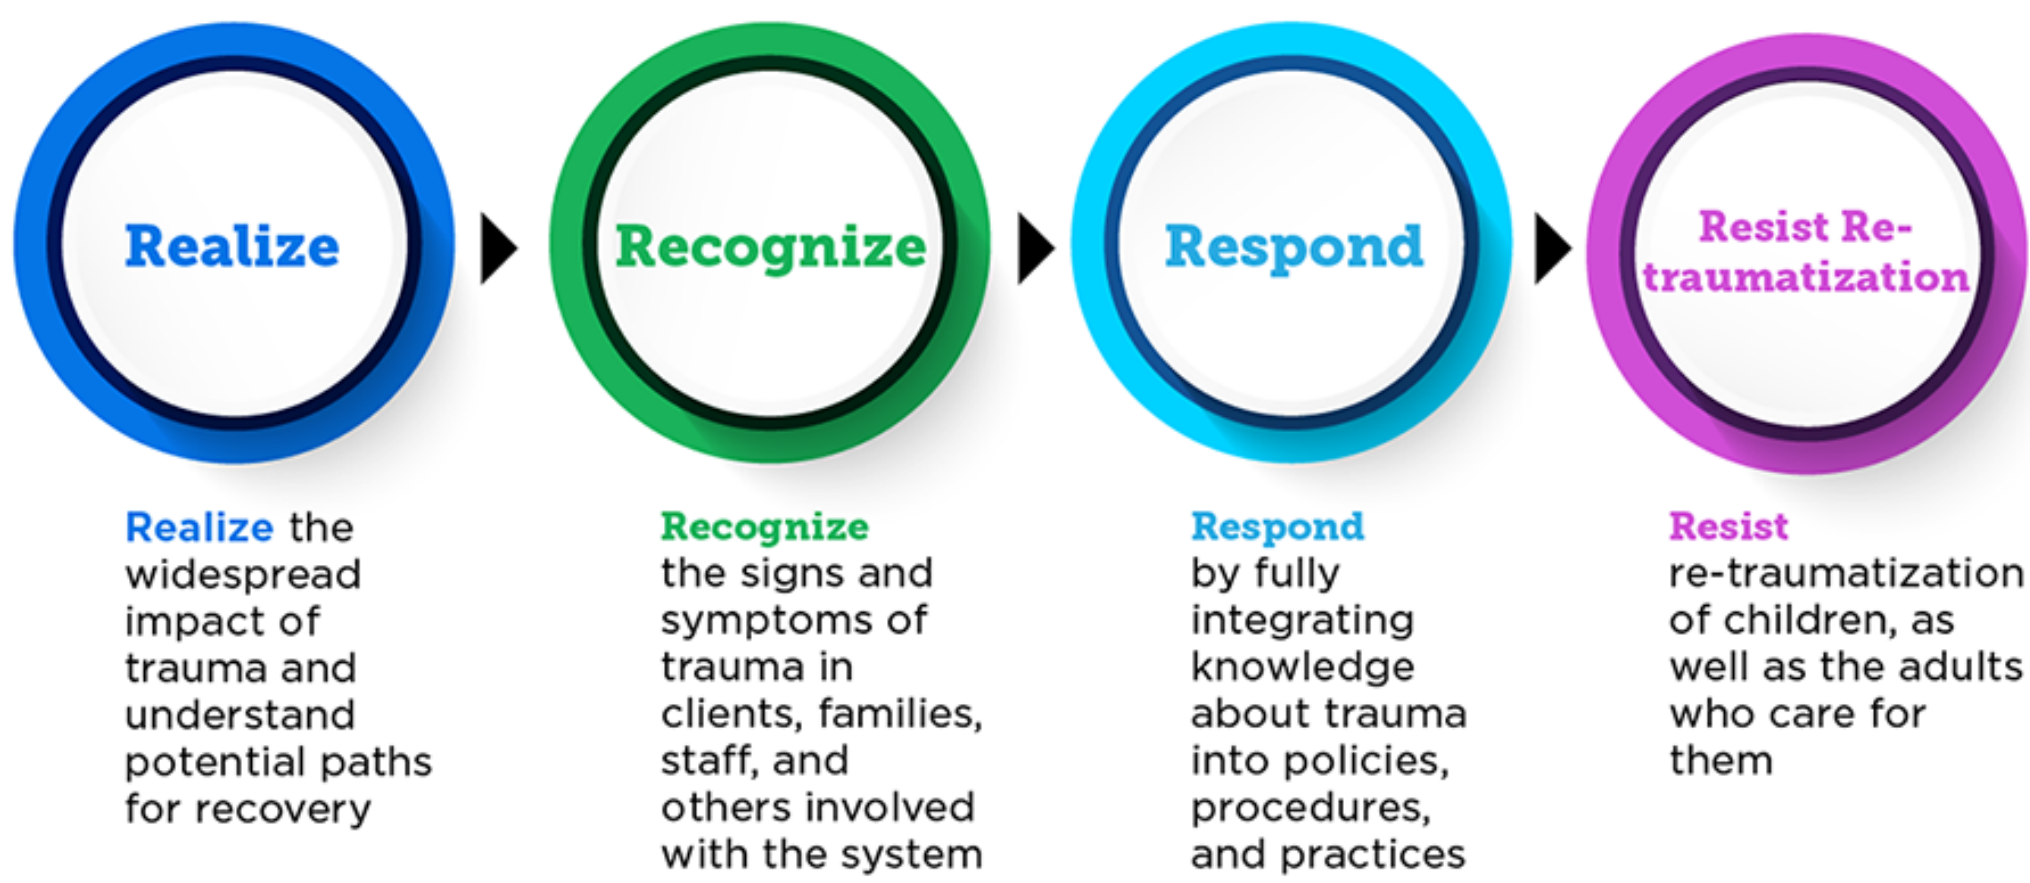 Realize
Recognize
Respond
Resist Re-
traumatization
Realize the
widespread
impact of
trauma and
understand
potential paths
for recovery
Recognize
the signs and
symptoms of
trauma in
clients, families,
staff, and
others involved
with the system
Respond
by fully
integrating
knowledge
about trauma
into policies,
procedures,
and practices
Resist
re-traumatization
of children, as
well as the adults
who care for
them